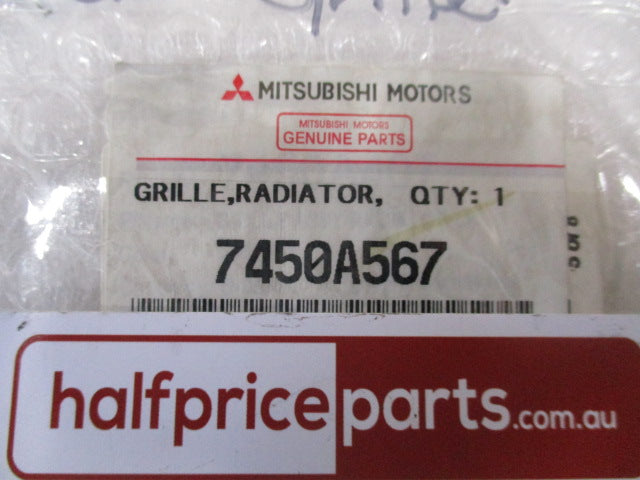 MITSUBISHI MOTORS
MITSUBISHI MOTORS
GENUINE PARTS
GRILLE,RADIATOR, QTY: 1
7450A567
halfpriceparts.com.au